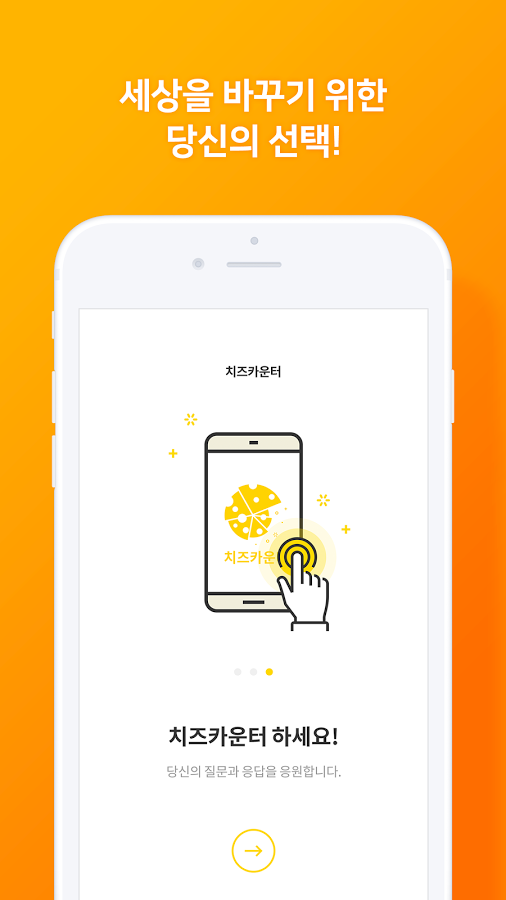 세상을 바꾸기 위한
당신의 선택!
치즈카운터
치즈카운
치즈카운터 하세요!
당신의 질문과 응답을 응원합니다.